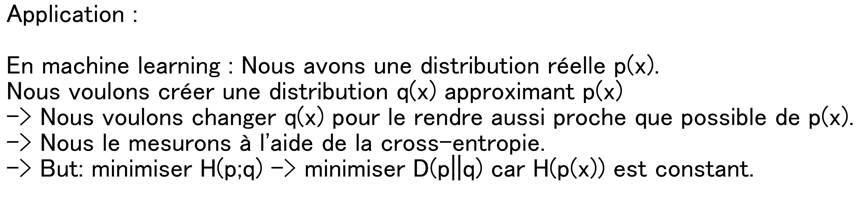 Application :
En machine learning : Nous avons une distribution réelle p(x).
Nous voulons créer une distribution q(x) approximant p(x)
-> Nous voulons changer q(x) pour le rendre aussi proche que possible de p(x).
-> Nous le mesurons à l'aide de la cross-entropie.
-> But: minimiser H(p;q) -> minimiser D(p||q) car H(p(x)) est constant.